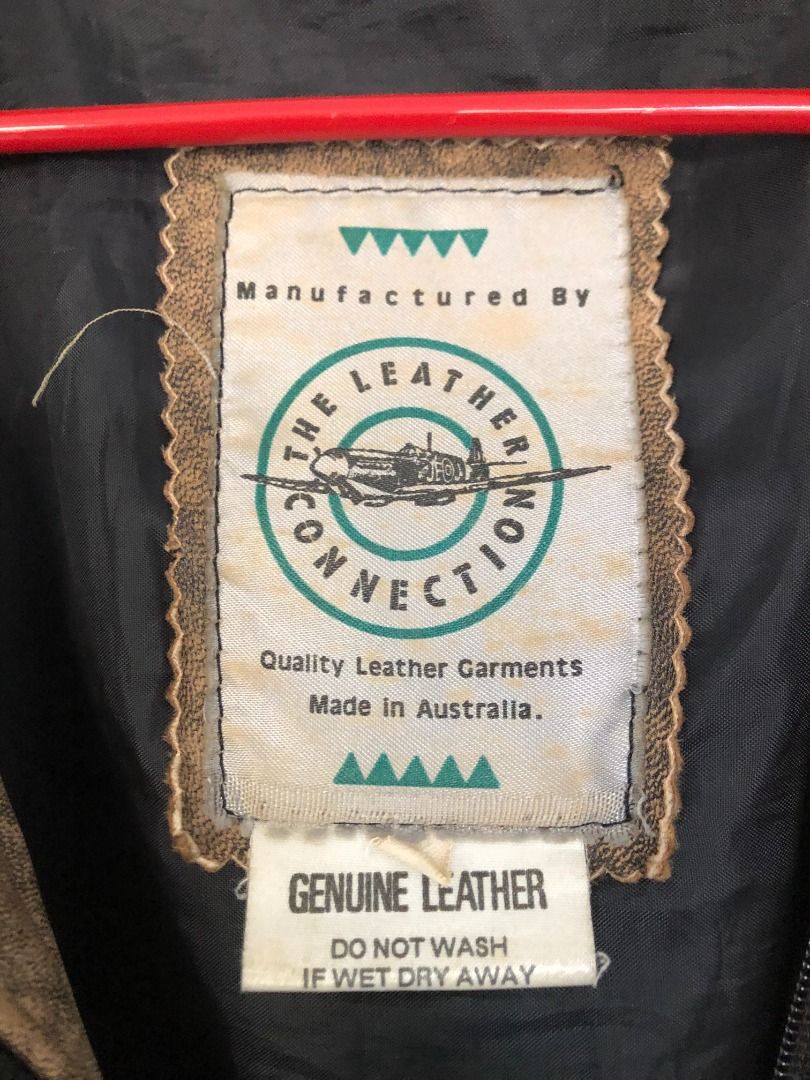 Manufactured By
THE LEATHER
CONNECTION
Quality Leather Garments
Made in Australia.
GENUINE LEATHER
DO NOT WASH
IF WET DRY AWAY